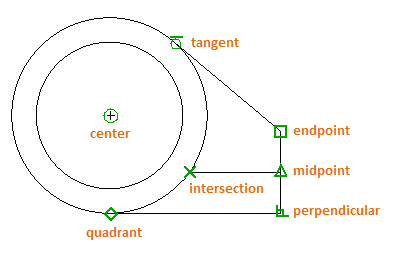 tangent
endpoint
center
midpoint
intersection
perpendicular
quadrant